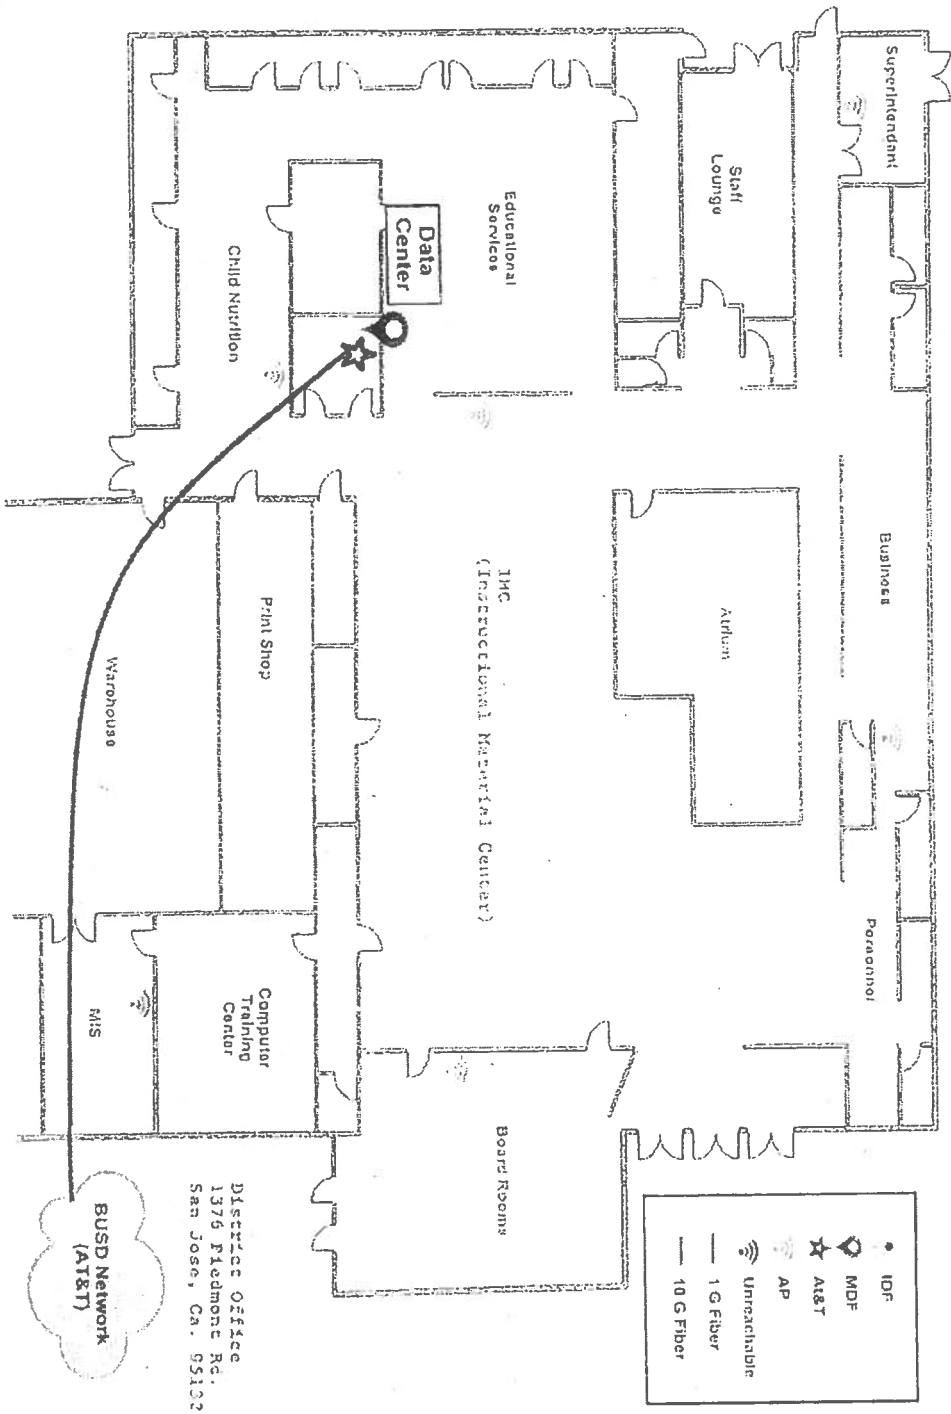 Superintendant
Staff
Lounge
Educational
Services
Data
Center
Child Nutrition
Business
Atrium
IMC
(Instructional Material Center)
Print Shop
Warehouse
Personnel
Computer
Training
Center
MIS
Board Rooms
IDF
MDF
At&T
AP
Unreachable
1 G Fiber
10 G Fiber
District Office
1376 Piedmont Rd.
San Jose, Ca. 95132
BUSD Network
(AT&T)